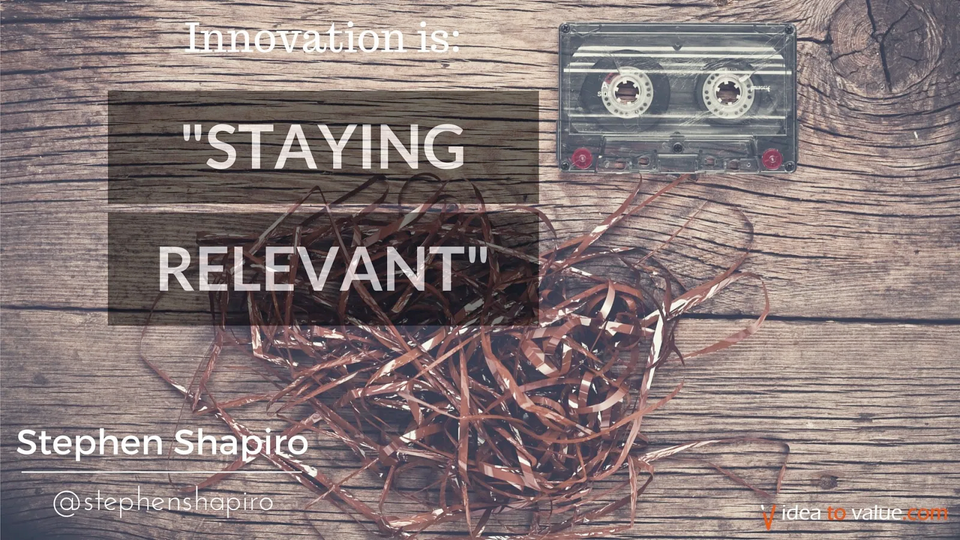 Innovation is:
"STAYING
RELEVANT"
Stephen Shapiro
@stephenshapiro
idea to value.com